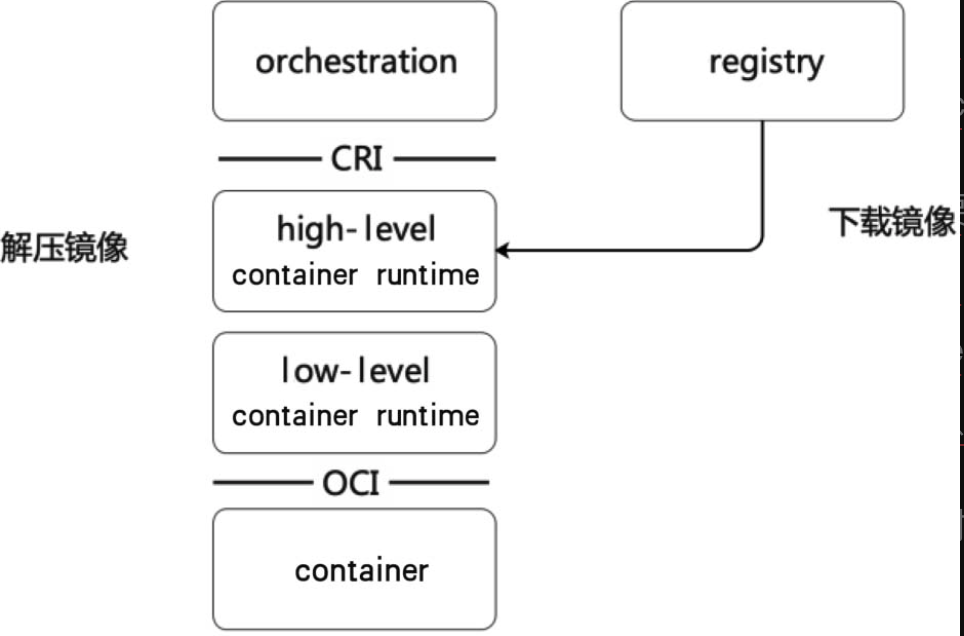 orchestration
registry
CRI
high-level
container runtime
解压镜像
下载镜像
low-level
container runtime
OCI
container